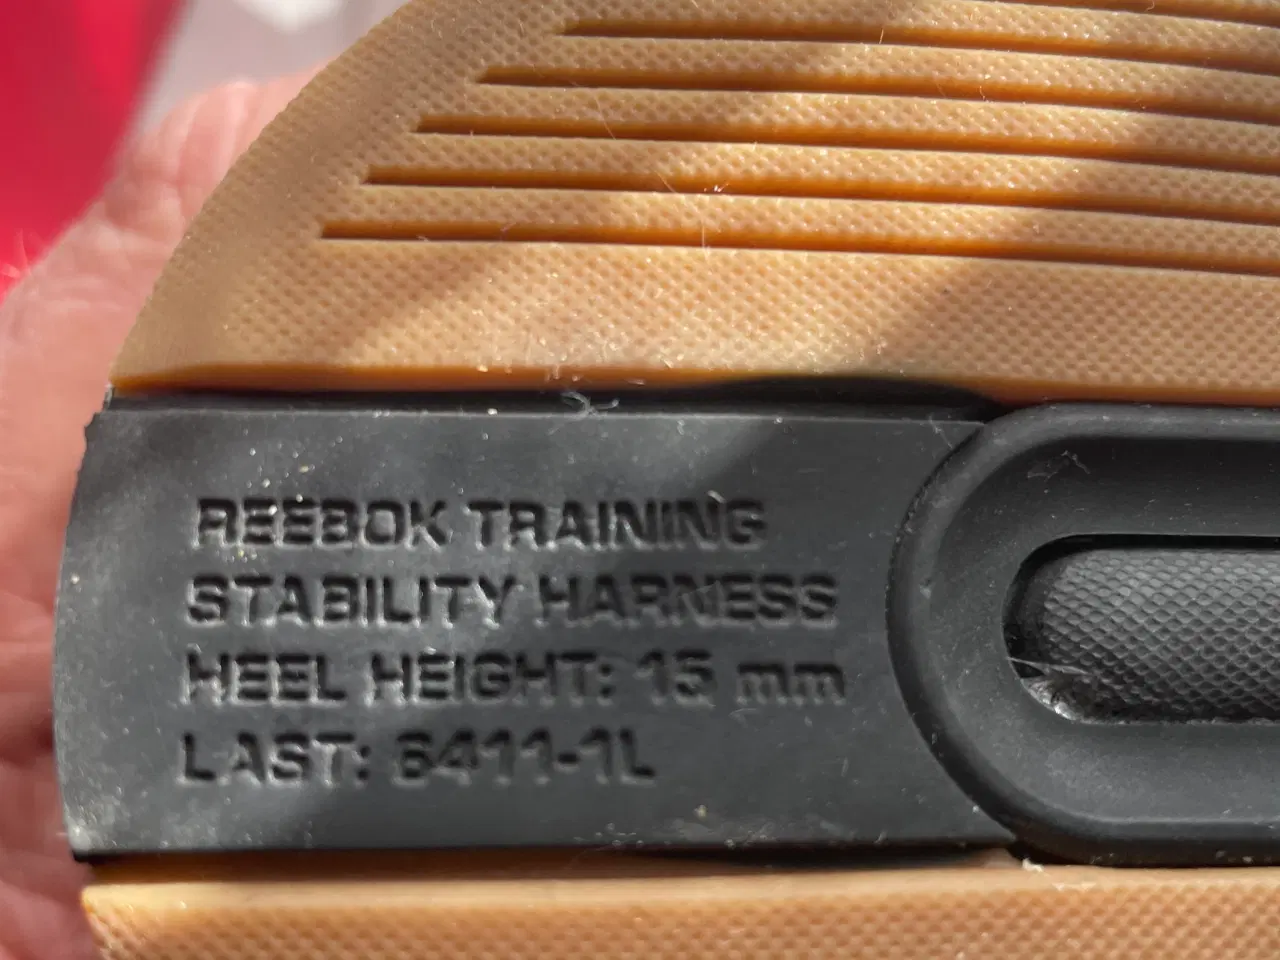 REEBOK TRAINING
STABILITY HARNESS
HEEL HEIGHT: 15 mm
LAST: 6411-1L